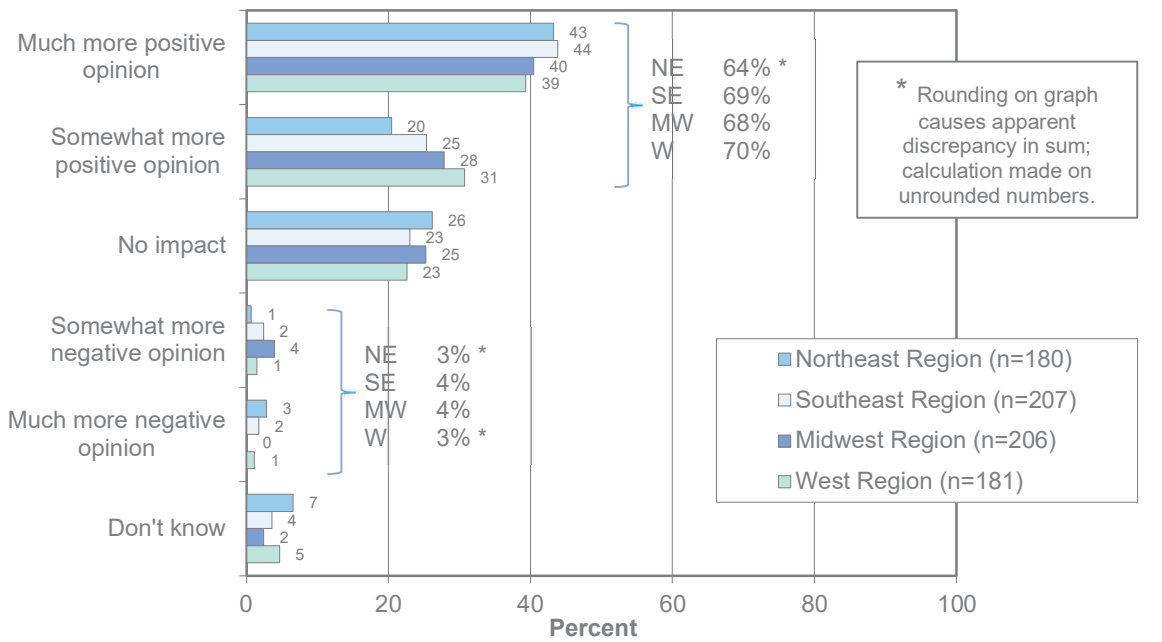 Much more positive
opinion
43
44
40
39
Somewhat more
positive opinion
20
25
28
31
NE 64% *
SE 69%
MW 68%
W 70%
* Rounding on graph
causes apparent
discrepancy in sum;
calculation made on
unrounded numbers.
No impact
26
23
25
23
Somewhat more
negative opinion
1
2
4
1
Much more negative
opinion
3
2
0
1
NE 3% *
SE 4%
MW 4%
W 3% *
Don't know
7
4
2
5
Northeast Region (n=180)
Southeast Region (n=207)
Midwest Region (n=206)
West Region (n=181)
0 20 40 60 80 100
Percent